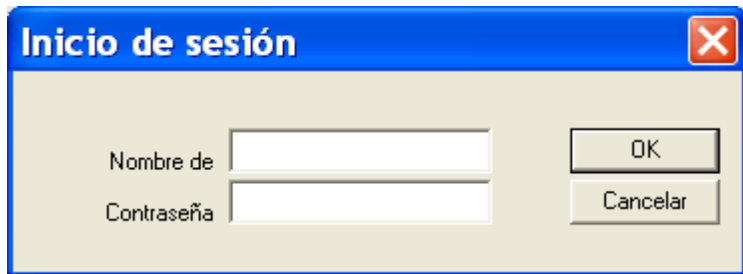 Inicio de sesión
Nombre de
OK
Contraseña
Cancelar